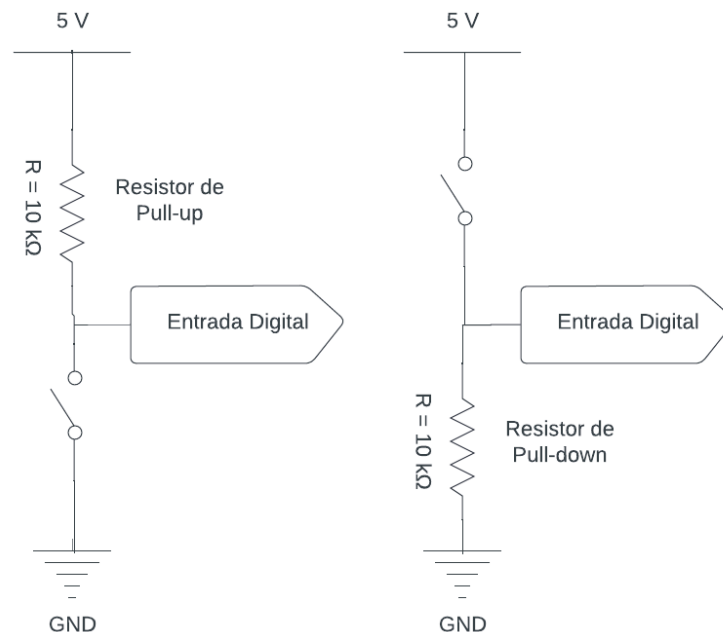 5 V
5 V
R = 10 kΩ
Resistor de
Pull-up
Entrada Digital
Entrada Digital
R = 10 kΩ
Resistor de
Pull-down
GND
GND